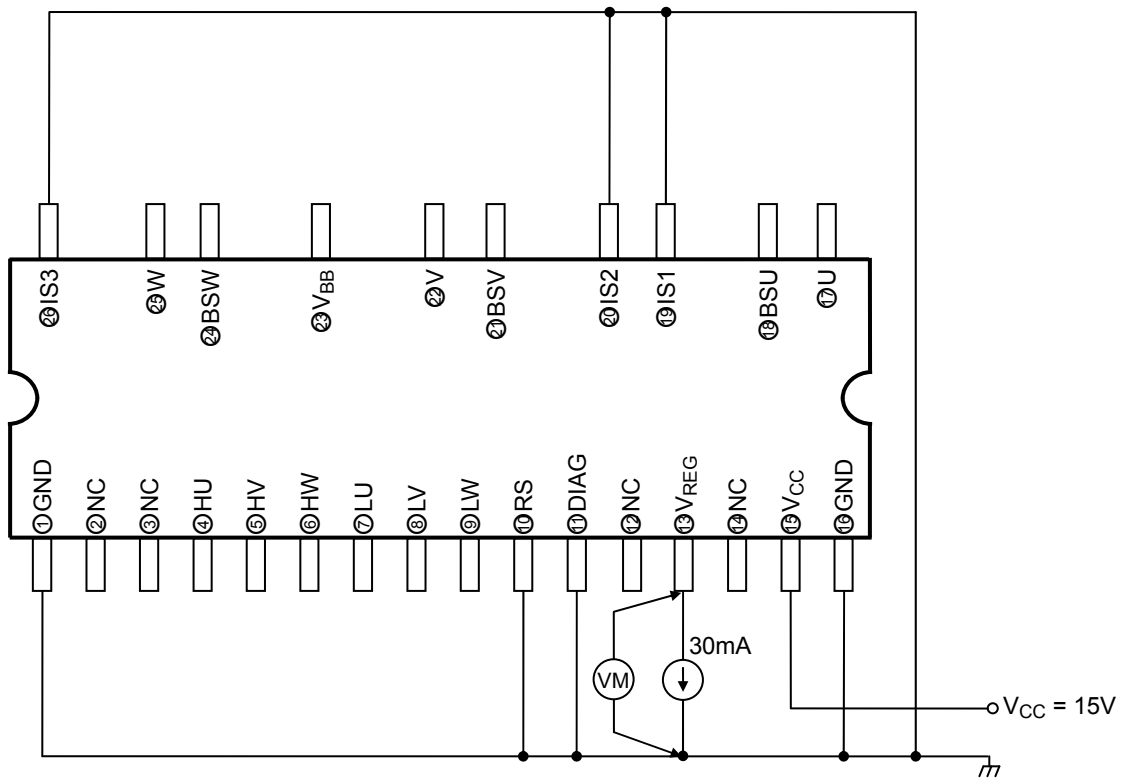 ㉖IS3
㉕W
㉔BSW
㉓VBB
㉒V
㉑BSV
⑳IS2
⑲IS1
⑱BSU
⑰U
①GND
②NC
③NC
④HU
⑤HV
⑥HW
⑦LU
⑧LV
⑨LW
⑩RS
⑪DIAG
⑫NC
⑬VREG
⑭NC
⑮VCC
⑯GND
VM
30mA
VCC = 15V